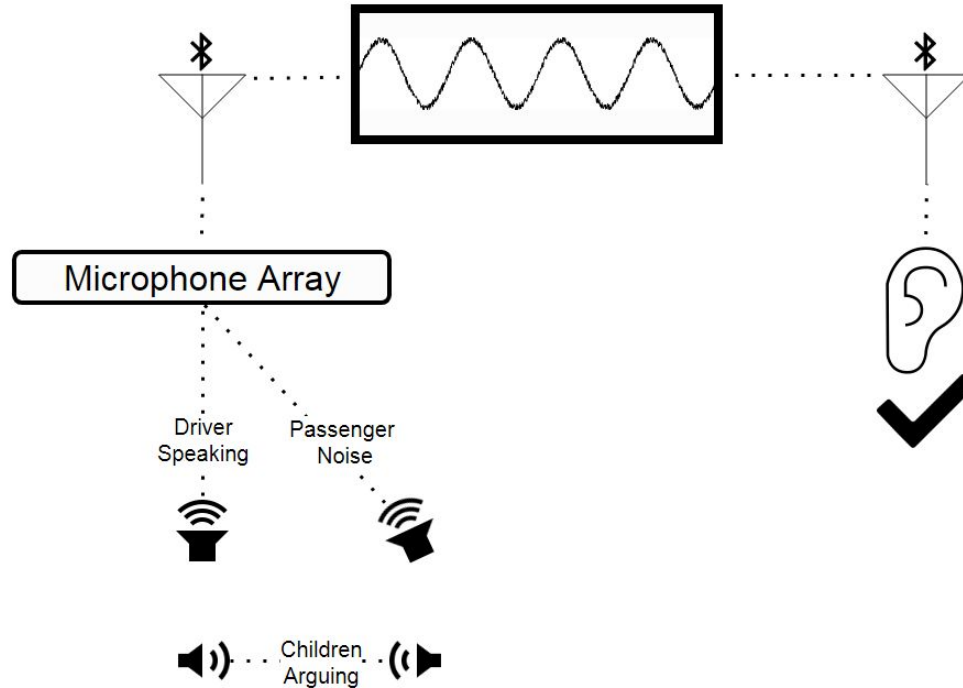 Microphone Array
Driver
Speaking
Passenger
Noise
Children
Arguing